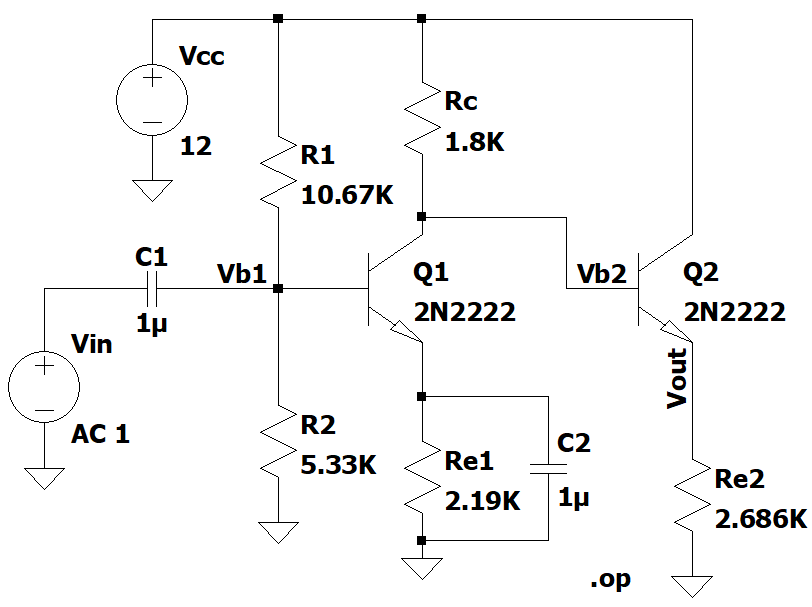 Vcc
12
Rc
1.8K
R1
10.67K
C1
1µ
Vb1
Q1
2N2222
Vb2
Q2
2N2222
Vin
AC 1
Vout
R2
5.33K
Re1
2.19K
C2
1µ
Re2
2.686K
.op